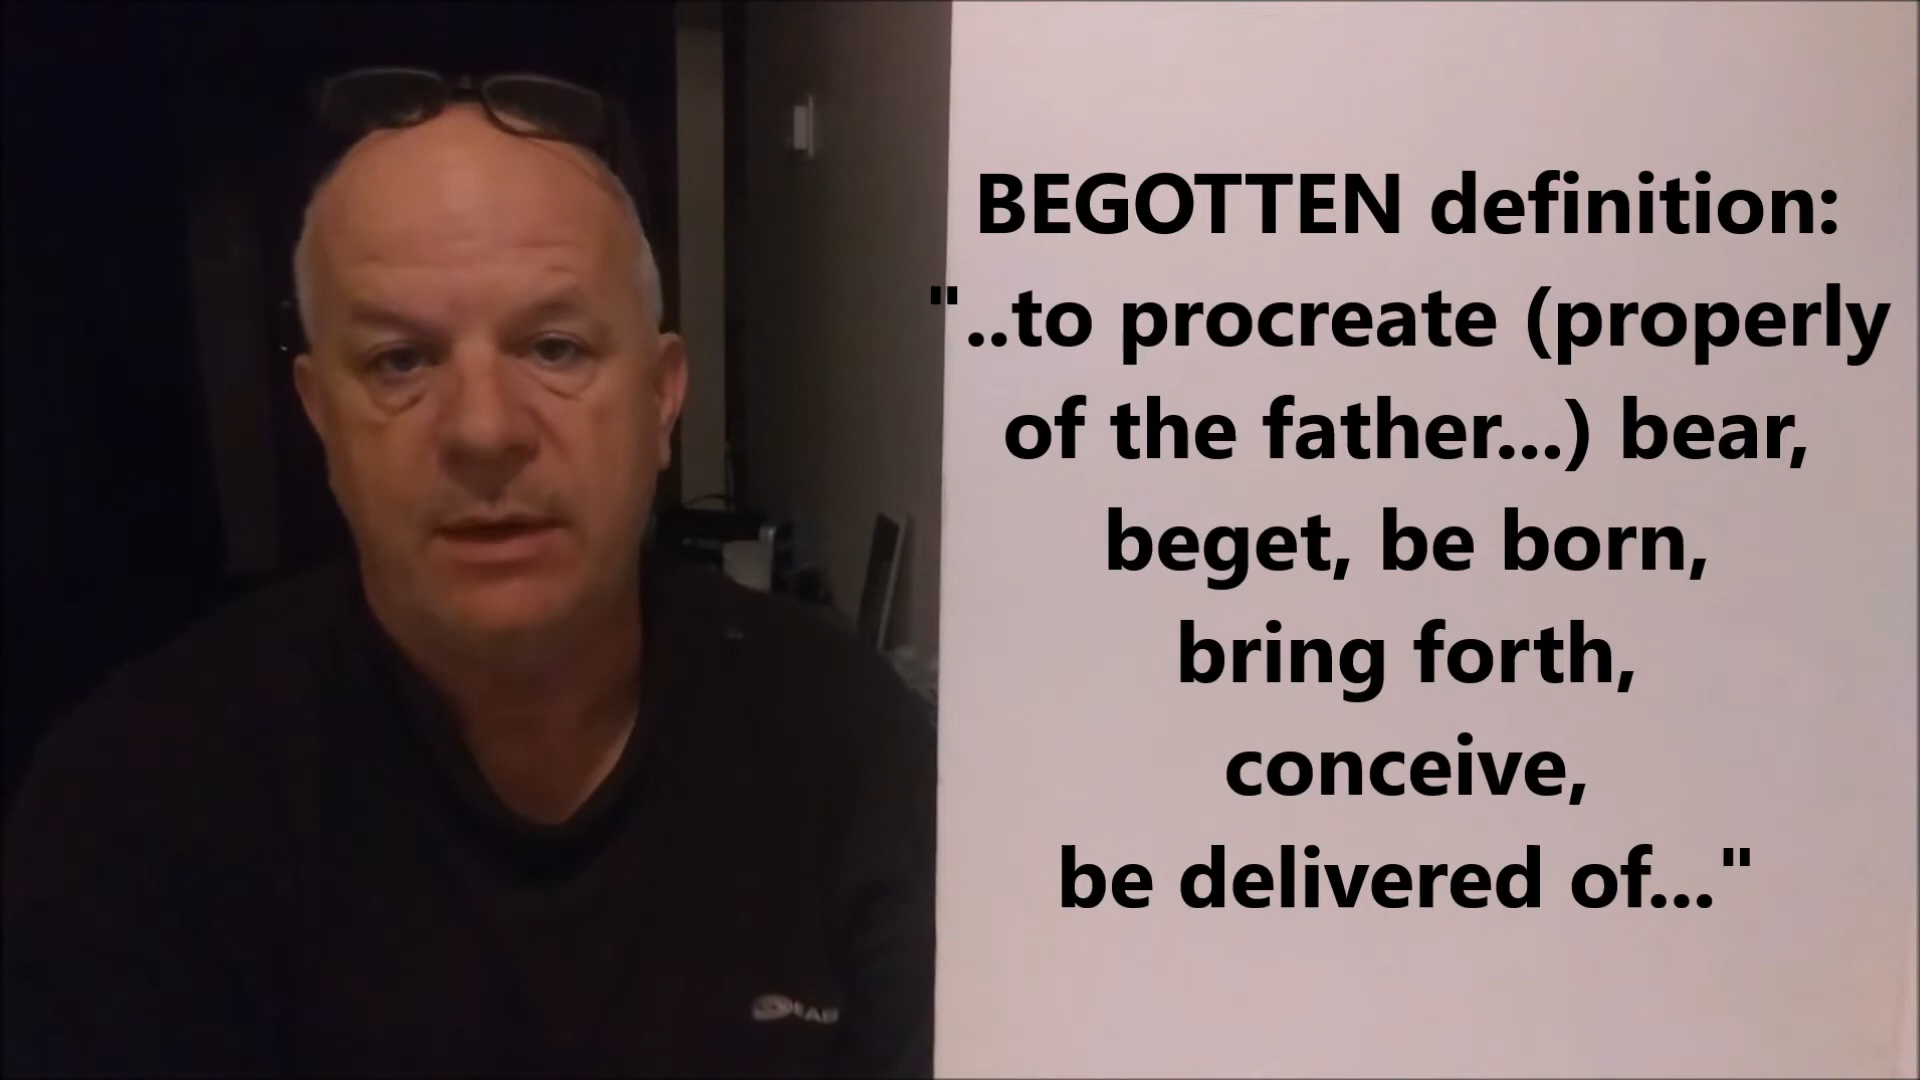 BEGOTTEN definition:
"..to procreate (properly
of the father...) bear,
beget, be born,
bring forth,
conceive,
be delivered of..."